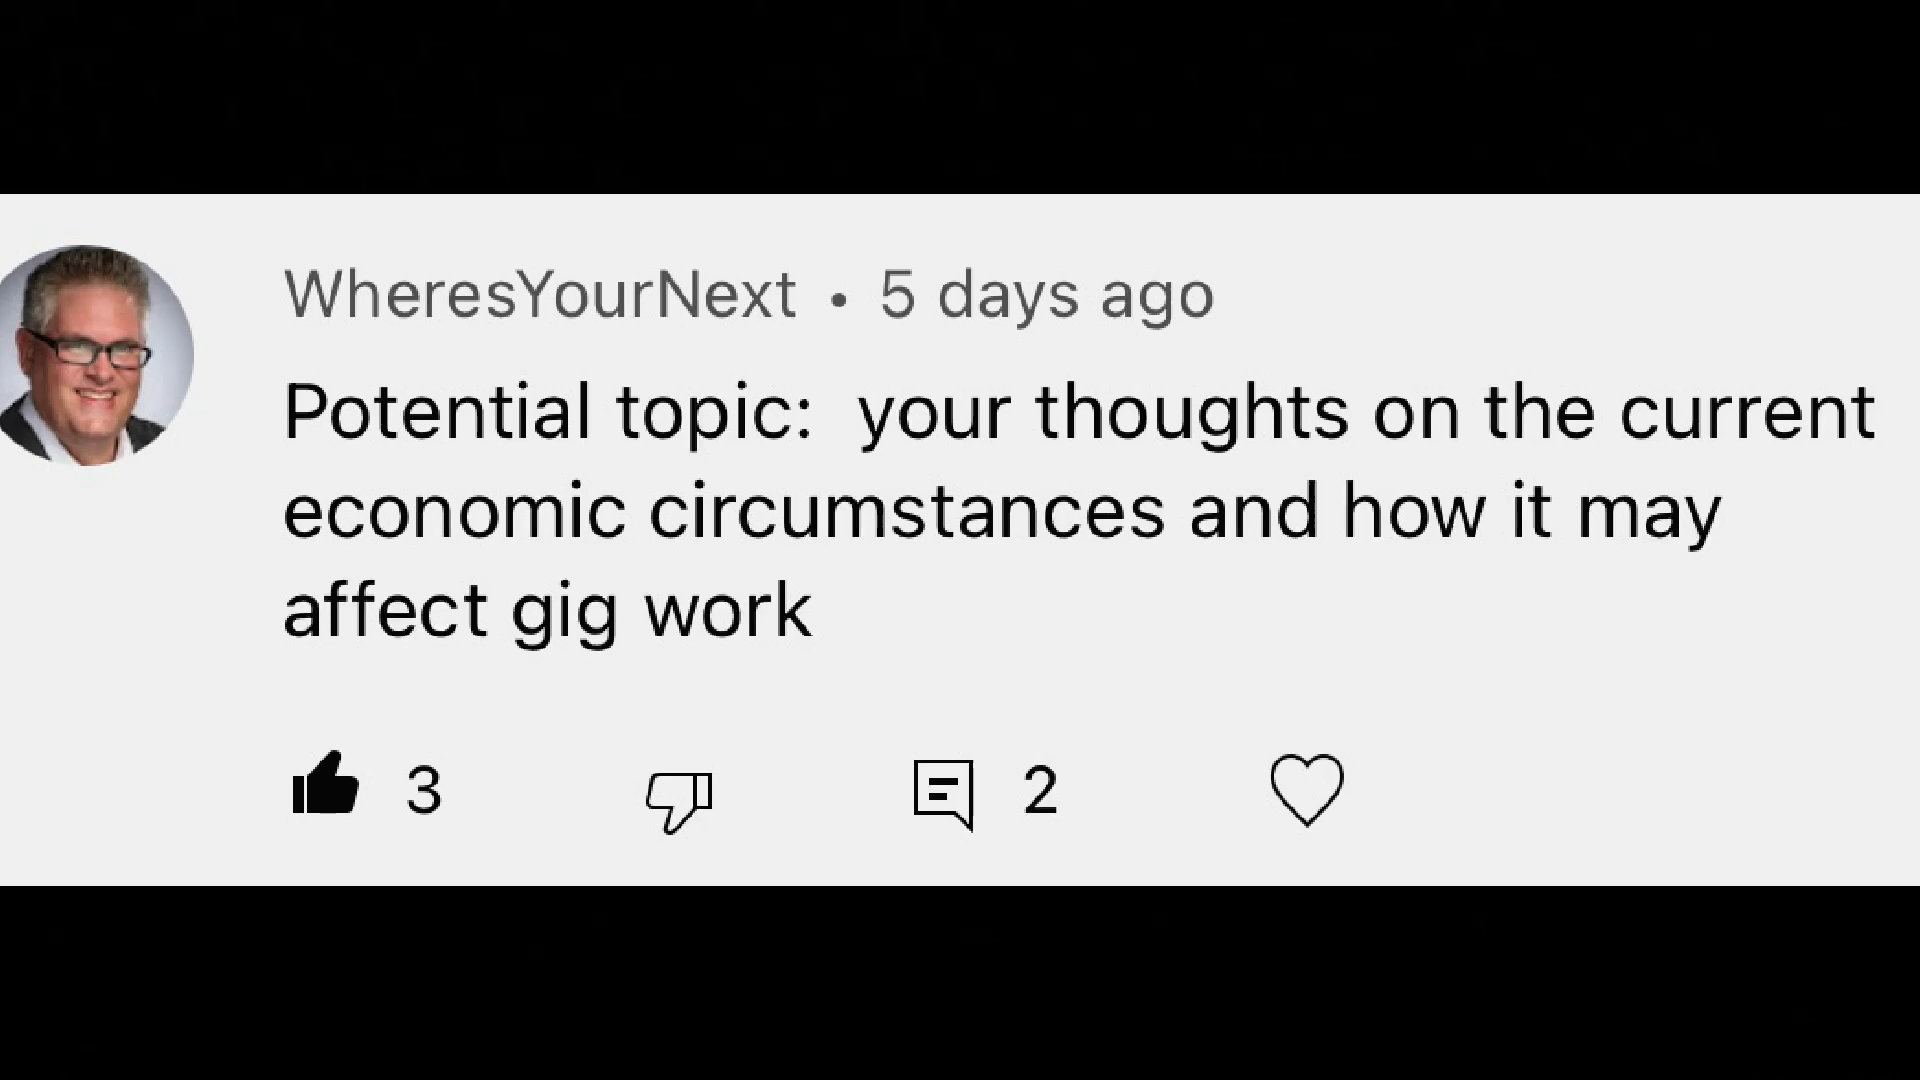 WheresYourNext • 5 days ago
Potential topic:  your thoughts on the current
economic circumstances and how it may
affect gig work
3 2